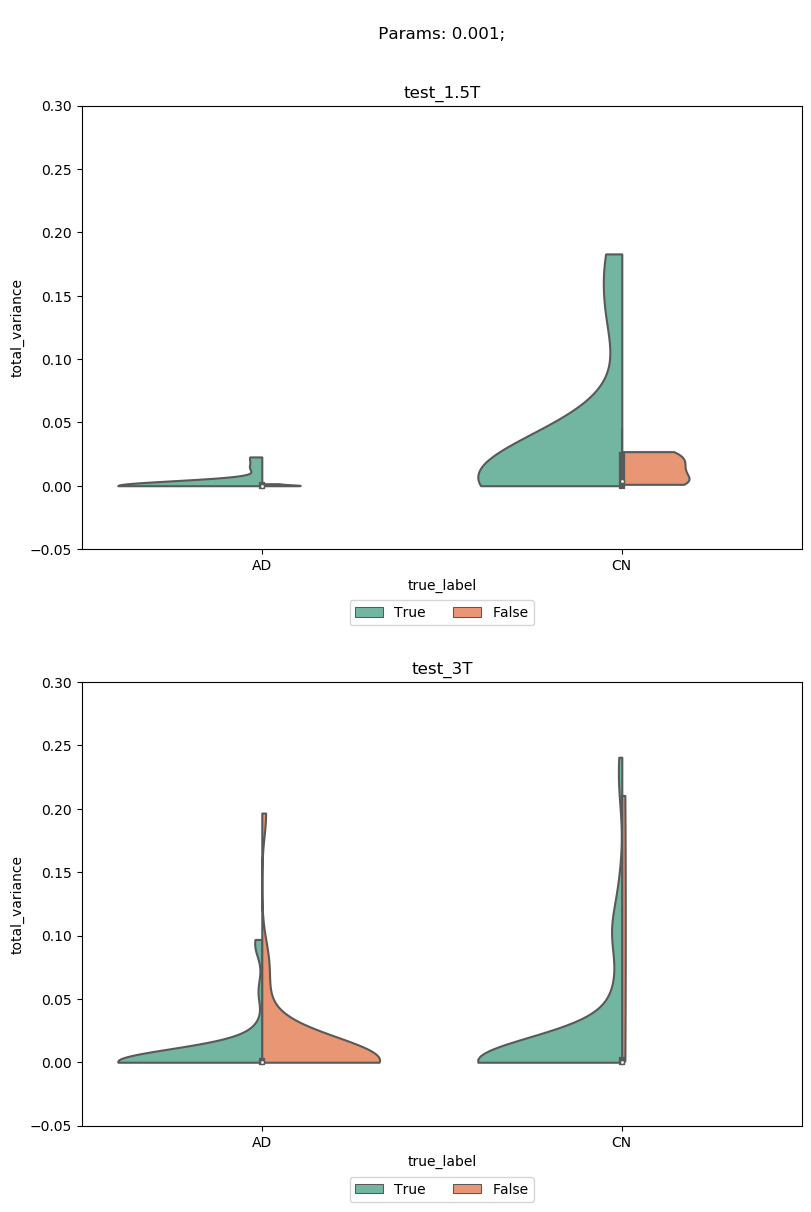 Params: 0.001;
test_1.5T
0.30
0.25
0.20
0.15
0.10
0.05
0.00
−0.05
total_variance
AD CN
true_label
True False
test_3T
0.30
0.25
0.20
0.15
0.10
0.05
0.00
−0.05
total_variance
AD CN
true_label
True False